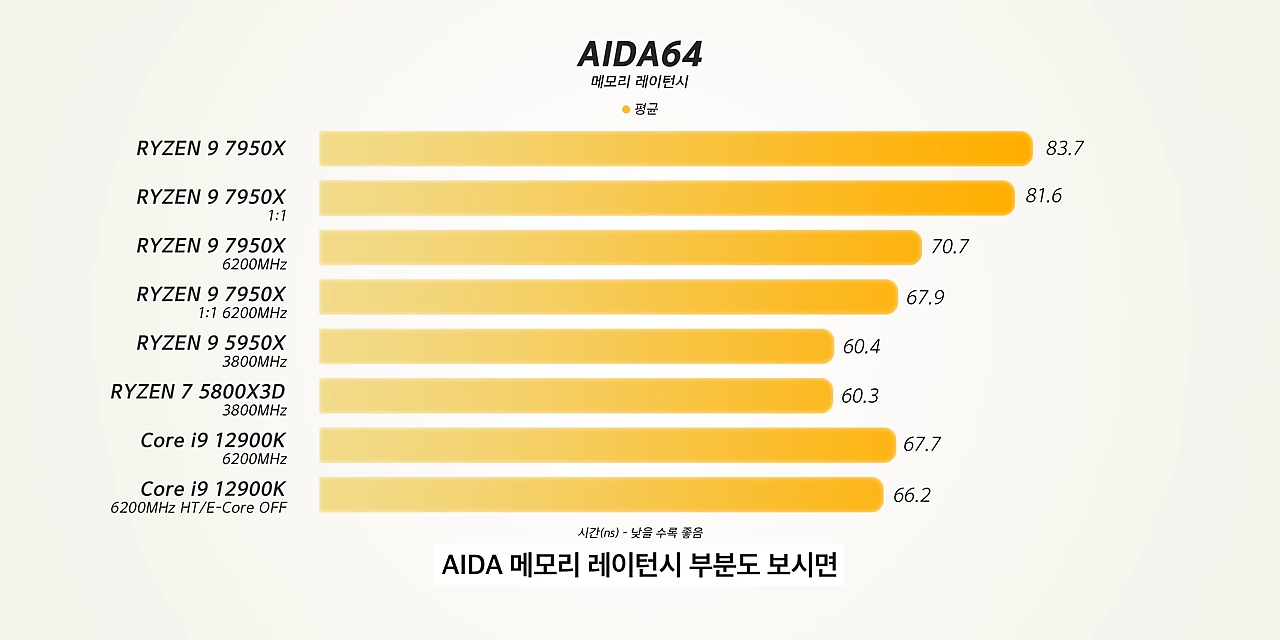 AIDA64
메모리 레이턴시
평균
RYZEN 9 7950X
83.7
RYZEN 9 7950X
1:1
81.6
RYZEN 9 7950X
6200MHz
70.7
RYZEN 9 7950X
1:1 6200MHz
67.9
RYZEN 9 5950X
3800MHz
60.4
RYZEN 7 5800X3D
3800MHz
60.3
Core i9 12900K
6200MHz
67.7
Core i9 12900K
6200MHz HT/E-Core OFF
66.2
시간(ns) - 낮을 수록 좋음
AIDA 메모리 레이턴시 부분도 보시면